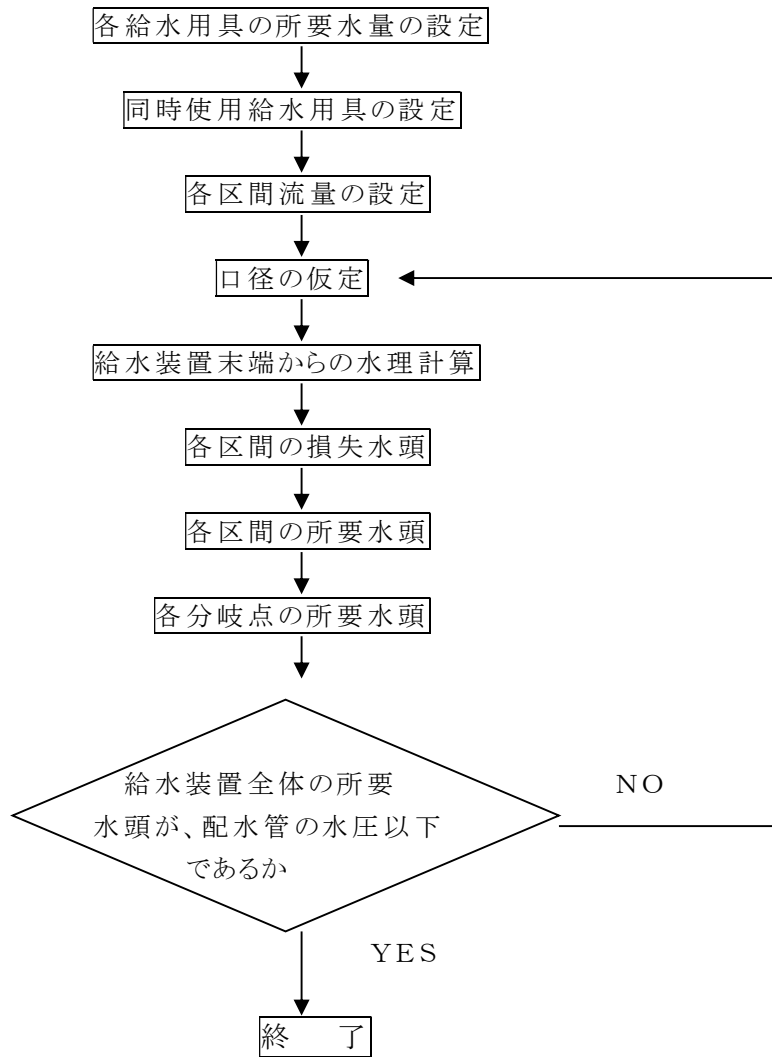 各給水用具の所要水量の設定
同時使用給水用具の設定
各区間流量の設定
口径の仮定
給水装置末端からの水理計算
各区間の損失水頭
各区間の所要水頭
各分岐点の所要水頭
給水装置全体の所要
水頭が、配水管の水圧以下
であるか
NO
YES
終　了